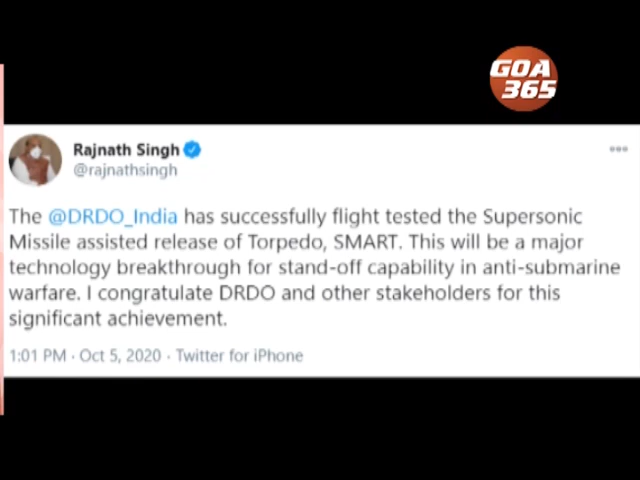 GOA
365
Rajnath Singh
@rajnathsingh
The @DRDO_India has successfully flight tested the Supersonic
Missile assisted release of Torpedo, SMART. This will be a major
technology breakthrough for stand-off capability in anti-submarine
warfare. I congratulate DRDO and other stakeholders for this
significant achievement.
1:01 PM · Oct 5, 2020 · Twitter for iPhone